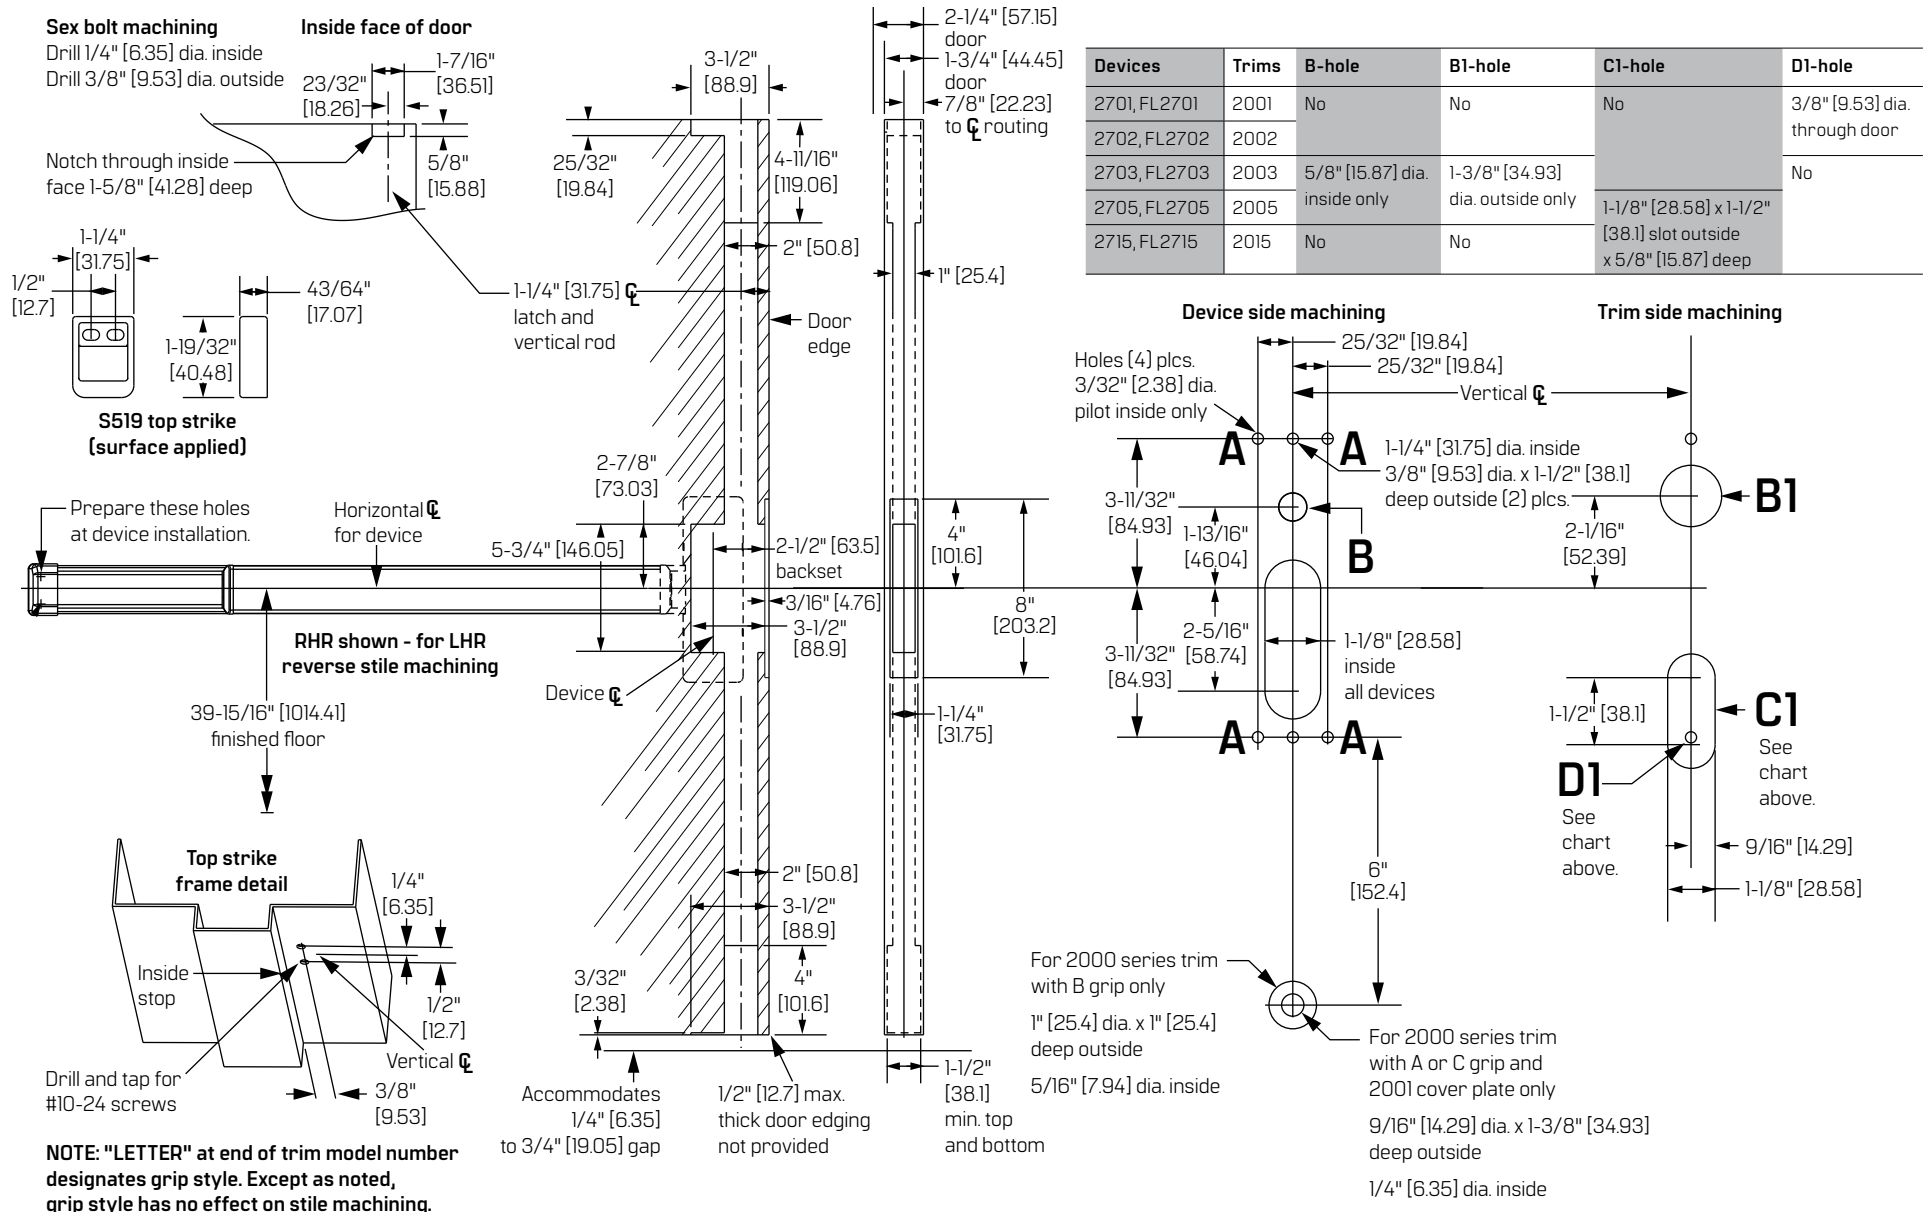 Sex bolt machining
Drill 1/4" [6.35] dia. inside
Drill 3/8" [9.53] dia. outside
Inside face of door
23/32"
[18.26]
1-7/16"
[36.51]
Notch through inside
face 1-5/8" [41.28] deep
5/8"
[15.88]
1-1/4"
[31.75]
1/2"
[12.7]
43/64"
[17.07]
1-19/32"
[40.48]
S519 top strike
(surface applied)
1-1/4" [31.75] ℄
latch and
vertical rod
3-1/2"
[88.9]
25/32"
[19.84]
4-11/16"
[119.06]
2" [50.8]
Door
edge
2-1/4" [57.15]
door
1-3/4" [44.45]
door
7/8" [22.23]
to ℄ routing
1" [25.4]
Devices Trims B-hole B1-hole C1-hole D1-hole
2701, FL2701 2001 No No No 3/8" [9.53] dia.
through door
2702, FL2702 2002
2703, FL2703 2003 5/8" [15.87] dia.
inside only 1-3/8" [34.93]
dia. outside only No
2705, FL2705 2005 1-1/8" [28.58] x 1-1/2"
[38.1] slot outside
x 5/8" [15.87] deep
2715, FL2715 2015 No No
Prepare these holes
at device installation.
Horizontal ℄
for device
2-7/8"
[73.03]
5-3/4" [146.05]
2-1/2" [63.5]
backset
3/16" [4.76]
3-1/2"
[88.9]
RHR shown - for LHR
reverse stile machining
Device ℄
39-15/16" [1014.41]
finished floor
4"
[101.6]
8"
[203.2]
1-1/4"
[31.75]
Device side machining
Trim side machining
25/32" [19.84]
25/32" [19.84]
Holes (4) plcs.
3/32" [2.38] dia.
pilot inside only
Vertical ℄
A
A
1-1/4" [31.75] dia. inside
3/8" [9.53] dia. x 1-1/2" [38.1]
deep outside (2) plcs.
3-11/32"
[84.93]
1-13/16"
[46.04]
B
2-1/16"
[52.39]
B1
3-11/32"
[84.93]
2-5/16"
[58.74]
1-1/8" [28.58]
inside
all devices
A
A
1-1/2" [38.1]
C1
See
chart
above.
D1
See
chart
above.
9/16" [14.29]
1-1/8" [28.58]
6"
[152.4]
Top strike
frame detail
1/4"
[6.35]
Inside
stop
1/2"
[12.7]
Vertical ℄
Drill and tap for
#10-24 screws
3/8"
[9.53]
2" [50.8]
3-1/2"
[88.9]
3/32"
[2.38]
4"
[101.6]
Accommodates
1/4" [6.35]
to 3/4" [19.05] gap
1/2" [12.7] max.
thick door edging
not provided
1-1/2"
[38.1]
min. top
and bottom
For 2000 series trim
with B grip only
1" [25.4] dia. x 1" [25.4]
deep outside
5/16" [7.94] dia. inside
For 2000 series trim
with A or C grip and
2001 cover plate only
9/16" [14.29] dia. x 1-3/8" [34.93]
deep outside
1/4" [6.35] dia. inside
NOTE: "LETTER" at end of trim model number
designates grip style. Except as noted,
grip style has no effect on stile machining.